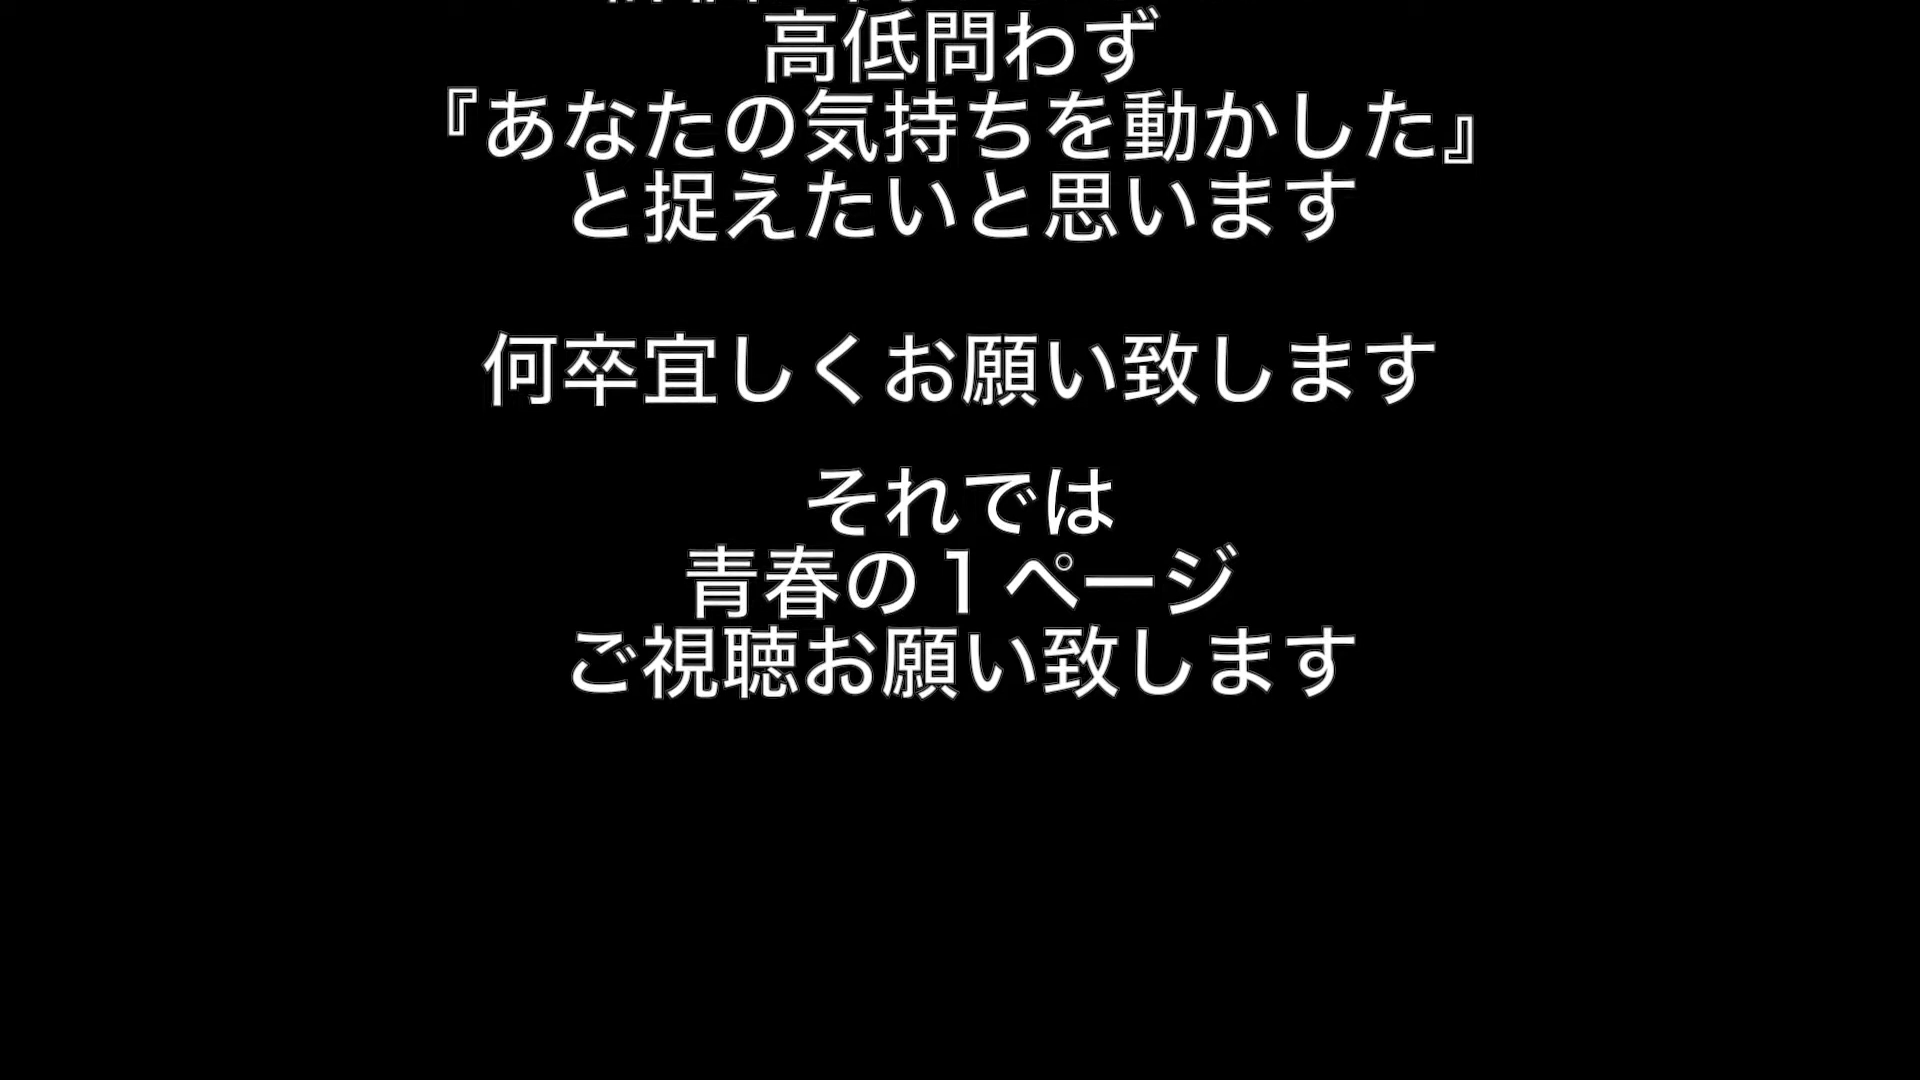 高低問わず
『あなたの気持ちを動かした』
と捉えたいと思います
何卒宜しくお願い致します
それでは
青春の１ページ
ご視聴お願い致します